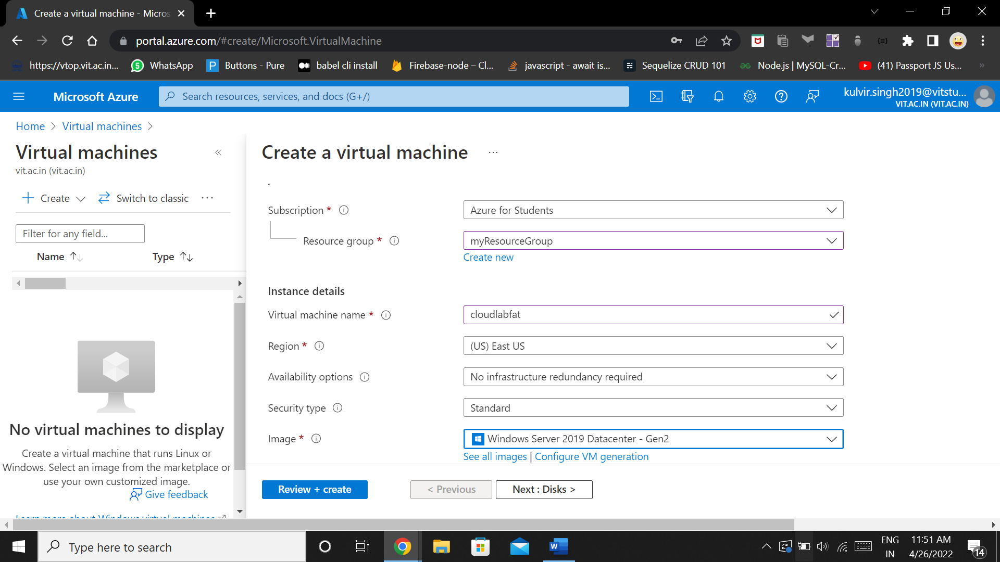 Create a virtual machine - Micros
portal.azure.com/#create/Microsoft.VirtualMachine
https://vtop.vit.ac.in...
5 WhatsApp
P Buttons - Pure
babel cli install
Firebase-node – Cl...
javascript - await is...
Sequelize CRUD 101
Node.js | MySQL-Cr...
(41) Passport JS Us...
»
Microsoft Azure
Search resources, services, and docs (G+/)
kulvir.singh2019@vitstu...
VIT.AC.IN (VIT.AC.IN)
Home > Virtual machines >
Virtual machines
vit.ac.in (vit.ac.in)
Create
Switch to classic
Filter for any field...
Name
Type
No virtual machines to display
Create a virtual machine that runs Linux or
Windows. Select an image from the marketplace or
use your own customized image.
Give feedback
Learn more about Windows virtual machines
Create a virtual machine
Subscription *
Azure for Students
Resource group *
myResourceGroup
Create new
Instance details
Virtual machine name *
cloudlabfat
Region *
(US) East US
Availability options
No infrastructure redundancy required
Security type
Standard
Image *
Windows Server 2019 Datacenter - Gen2
See all images | Configure VM generation
Review + create
< Previous
Next : Disks >
Type here to search
W
ENG
IN
11:51 AM
4/26/2022
14